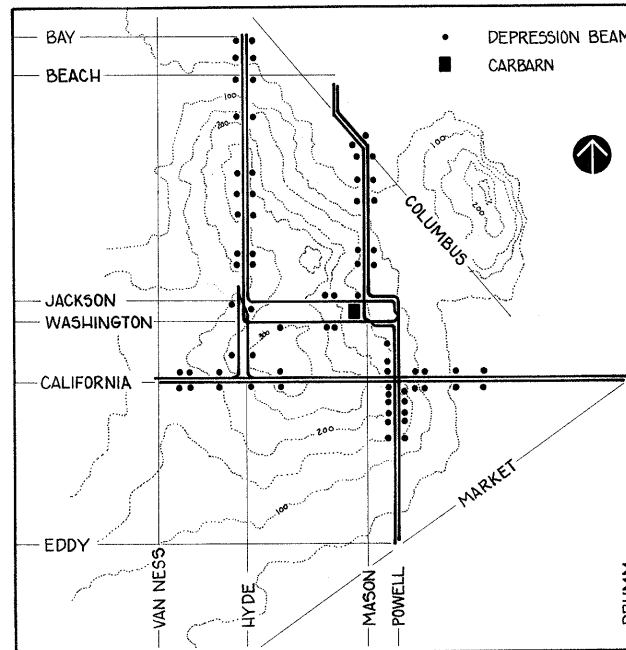 BAY
DEPRESSION BEAM
BEACH
CARBARN
100
200
100
200
COLUMBUS
JACKSON
WASHINGTON
300
CALIFORNIA
200
MARKET
100
EDDY
VAN NESS
HYDE
MASON
POWELL
DRUMM